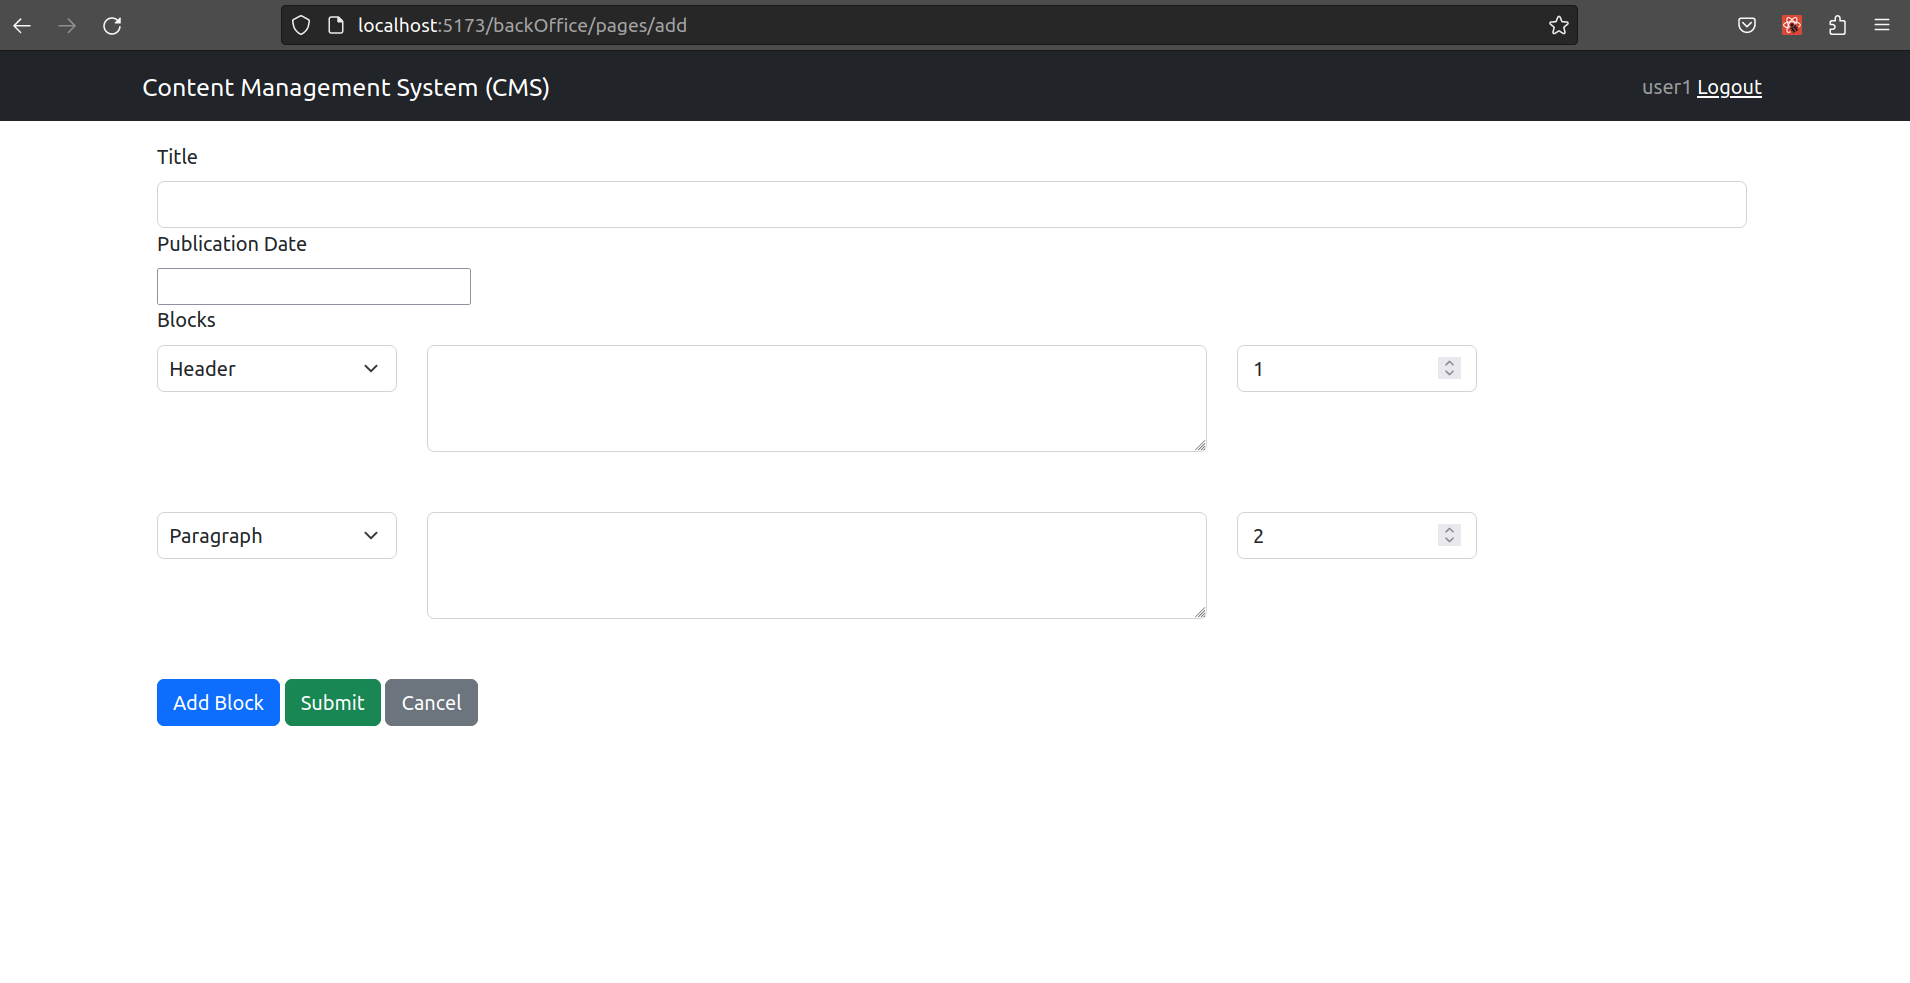 localhost:5173/backOffice/pages/add
Content Management System (CMS)
user1 Logout
Title
Publication Date
Blocks
Header
1
Paragraph
2
Add Block Submit Cancel